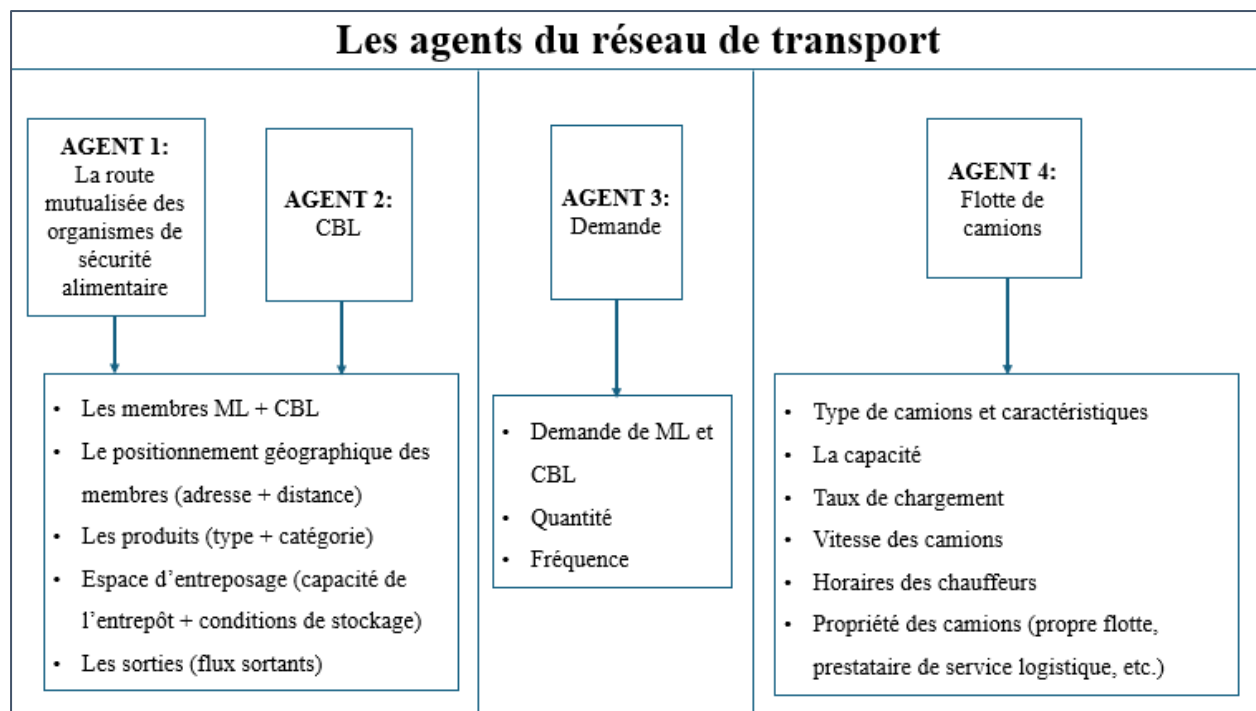 Les agents du réseau de transport
AGENT 1:
La route
mutualisée des
organismes de
sécurité
alimentaire
AGENT 2:
CBL
• Les membres ML + CBL
• Le positionnement géographique des
membres (adresse + distance)
• Les produits (type + catégorie)
• Espace d’entreposage (capacité de
l’entrepôt + conditions de stockage)
• Les sorties (flux sortants)
AGENT 3:
Demande
• Demande de ML et
CBL
• Quantité
• Fréquence
AGENT 4:
Flotte de
camions
• Type de camions et caractéristiques
• La capacité
• Taux de chargement
• Vitesse des camions
• Horaires des chauffeurs
• Propriété des camions (propre flotte,
prestataire de service logistique, etc.)